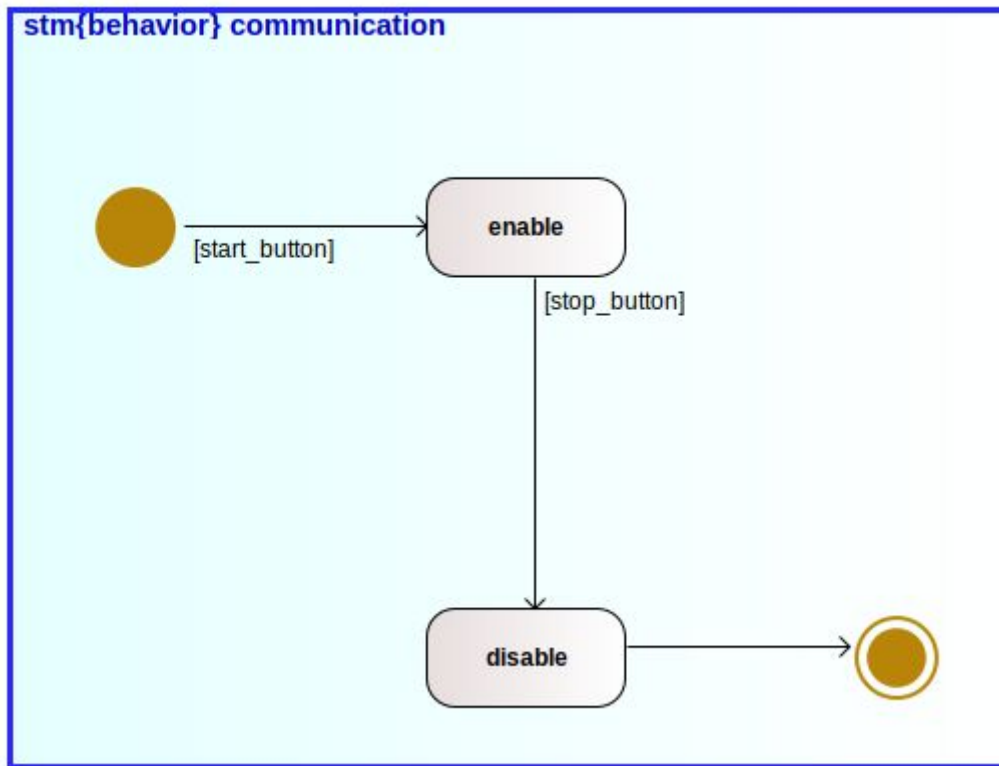 stm{behavior} communication
enable
[start_button]
[stop_button]
disable